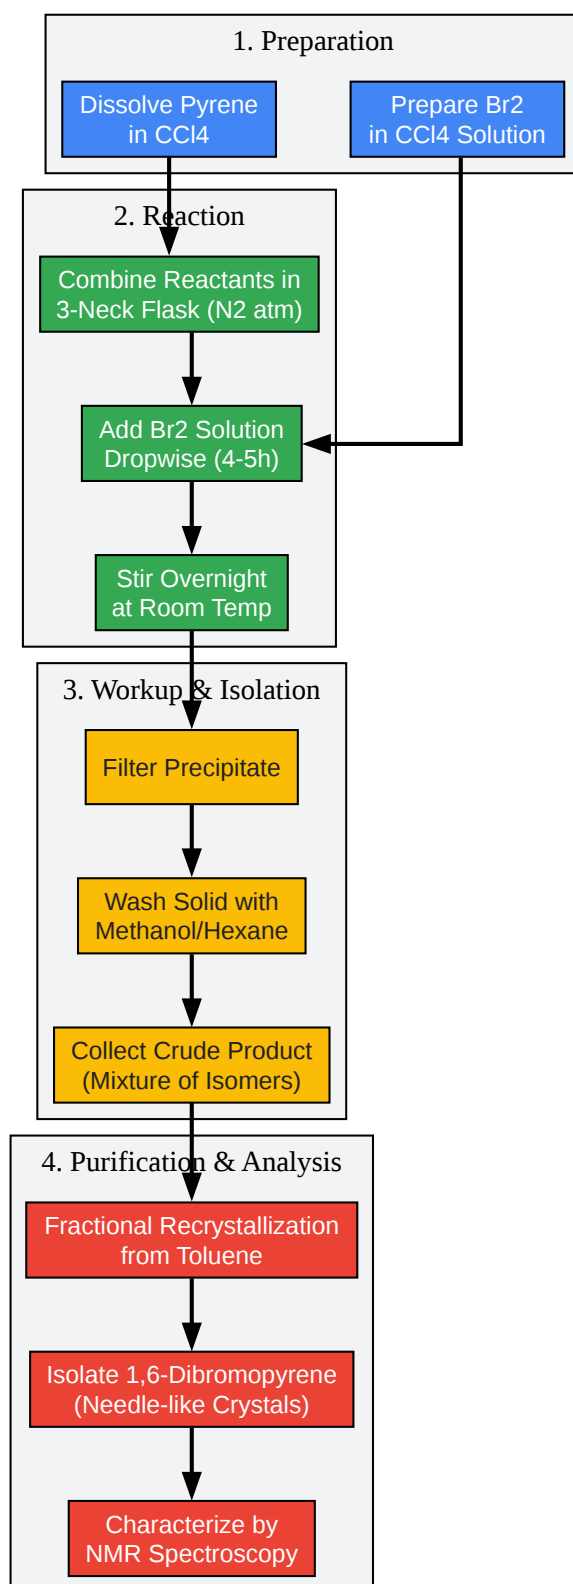 1. Preparation
Dissolve Pyrene
in CCl4
Prepare Br2
in CCl4 Solution
2. Reaction
Combine Reactants in
3-Neck Flask (N2 atm)
Add Br2 Solution
Dropwise (4-5h)
Stir Overnight
at Room Temp
3. Workup & Isolation
Filter Precipitate
Wash Solid with
Methanol/Hexane
Collect Crude Product
(Mixture of Isomers)
4. Purification & Analysis
Fractional Recrystallization
from Toluene
Isolate 1,6-Dibromopyrene
(Needle-like Crystals)
Characterize by
NMR Spectroscopy